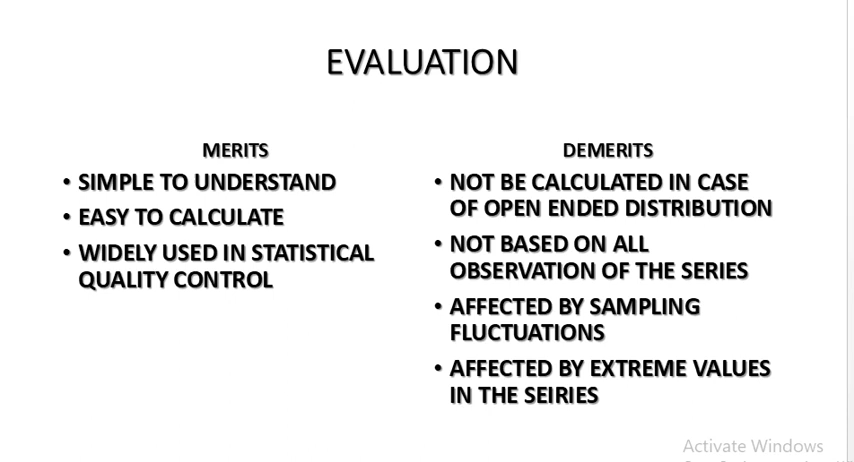 EVALUATION
MERITS
• SIMPLE TO UNDERSTAND
• EASY TO CALCULATE
• WIDELY USED IN STATISTICAL
QUALITY CONTROL
DEMERITS
• NOT BE CALCULATED IN CASE
OF OPEN ENDED DISTRIBUTION
• NOT BASED ON ALL
OBSERVATION OF THE SERIES
• AFFECTED BY SAMPLING
FLUCTUATIONS
• AFFECTED BY EXTREME VALUES
IN THE SEIRIES
Activate Windows